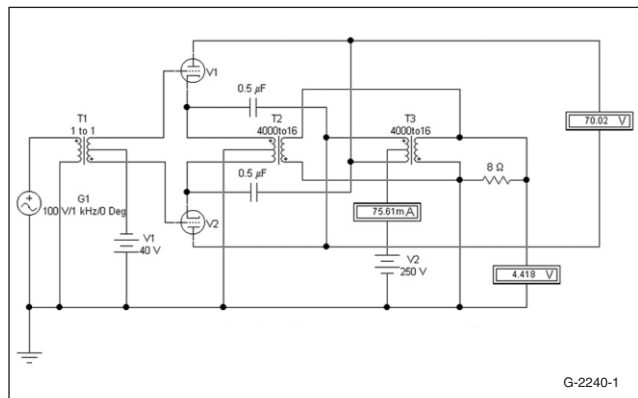 V1
0.5 μF
T1
1 to 1
T2
4000to16
T3
4000to16
70.02 V
8 Ω
0.5 μF
G1
100 V/1 kHz/0 Deg
V2
75.61m A
V1
40 V
V2
250 V
4.418 V
G-2240-1